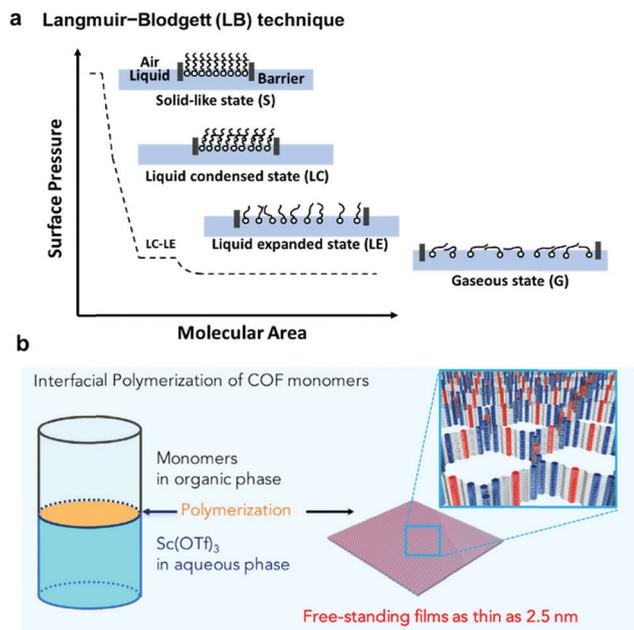 a Langmuir−Blodgett (LB) technique
Surface Pressure
Air
Liquid
Barrier
Solid-like state (S)
Liquid condensed state (LC)
LC-LE
Liquid expanded state (LE)
Gaseous state (G)
Molecular Area
b
Interfacial Polymerization of COF monomers
Monomers
in organic phase
Polymerization
Sc(OTf)₃
in aqueous phase
Free-standing films as thin as 2.5 nm